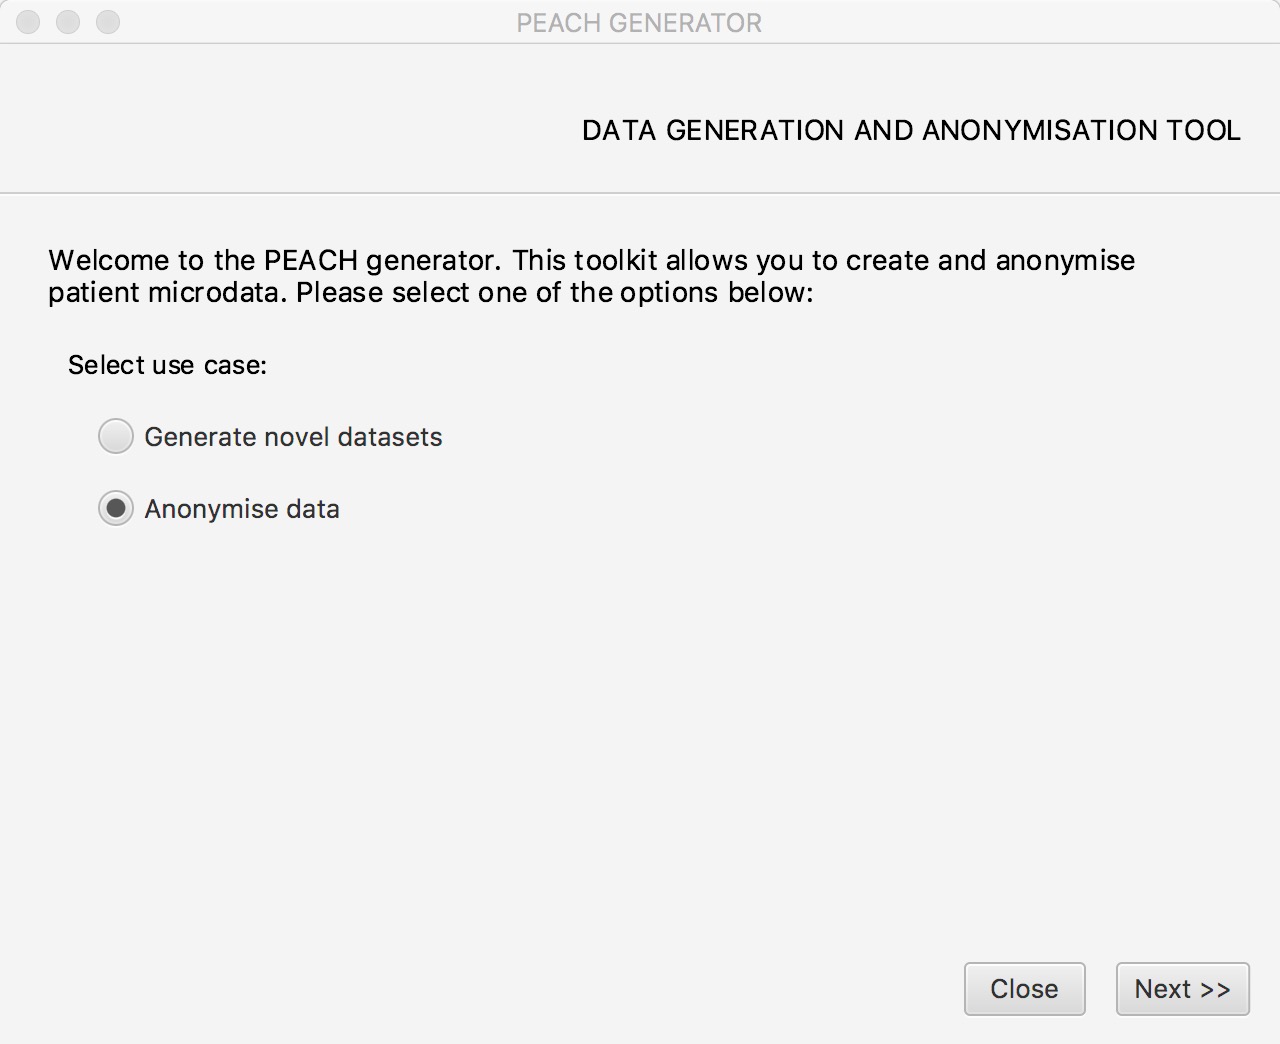 PEACH GENERATOR
DATA GENERATION AND ANONYMISATION TOOL
Welcome to the PEACH generator. This toolkit allows you to create and anonymise
patient microdata. Please select one of the options below:
Select use case:
Generate novel datasets
Anonymise data
Close
Next >>